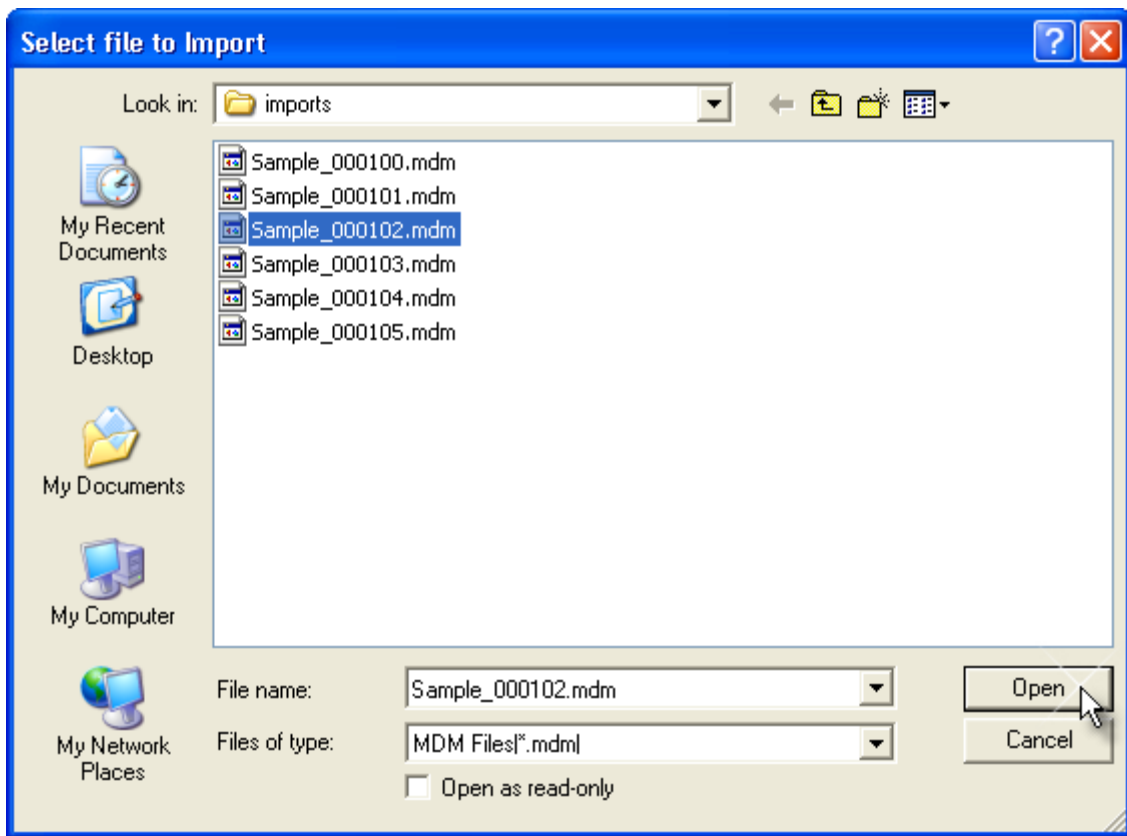 Select file to Import
Look in: imports
Sample_000100.mdm
Sample_000101.mdm
Sample_000102.mdm
Sample_000103.mdm
Sample_000104.mdm
Sample_000105.mdm
My Recent
Documents
Desktop
My Documents
My Computer
My Network
Places
File name: Sample_000102.mdm Open
Files of type: MDM Files|*.mdm| Cancel
Open as read-only